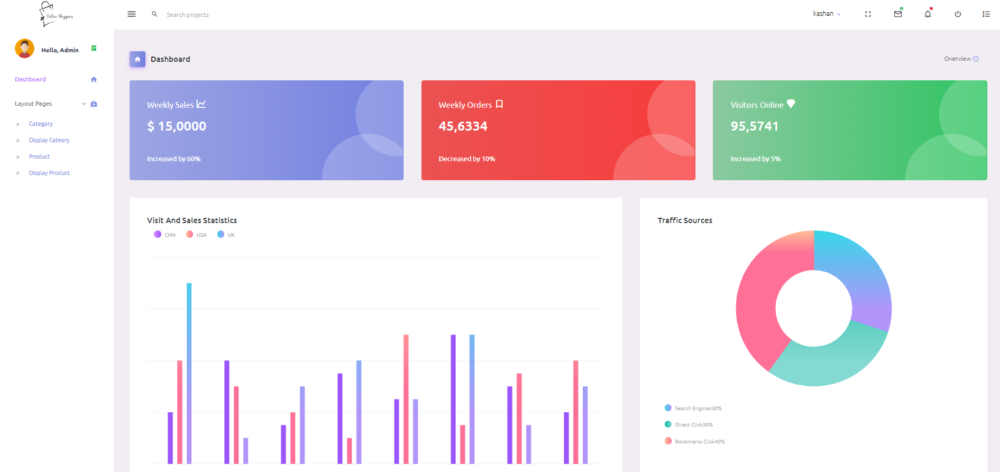 Online Shopping
Search projects
kashan
Hello, Admin
Dashboard
Layout Pages
Category
Display Cateory
Product
Display Product
Dashboard
Overview
Weekly Sales
$ 15,0000
Increased by 60%
Weekly Orders
45,6334
Decreased by 10%
Visitors Online
95,5741
Increased by 5%
Visit And Sales Statistics
CHN USA UK
Traffic Sources
Search Engines30%
Direct Click30%
Bookmarks Click40%